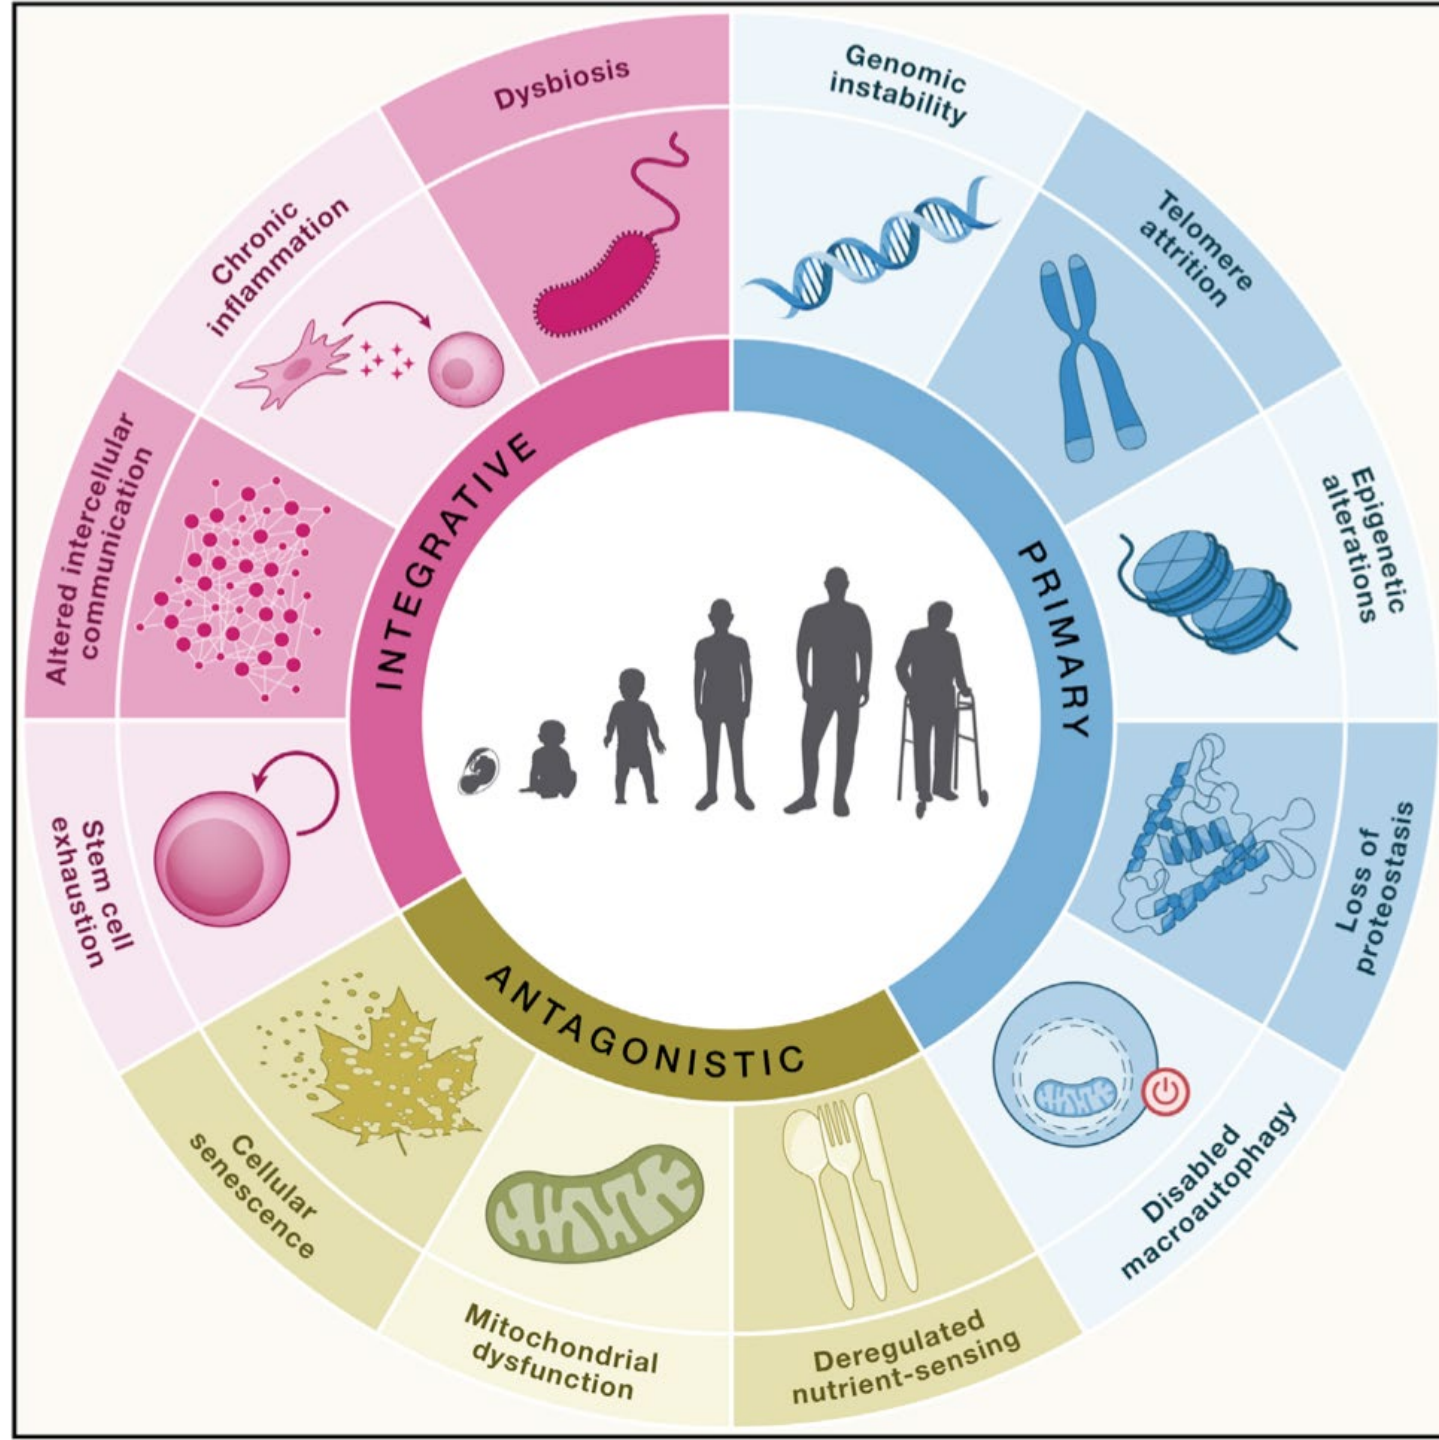 Genomic
instability
Telomere
attrition
Epigenetic
alterations
Loss of
proteostasis
Disabled
macroautophagy
Deregulated
nutrient-sensing
Mitochondrial
dysfunction
Cellular
senescence
Stem cell
exhaustion
Altered intercellular
communication
Chronic
inflammation
Dysbiosis
PRIMARY
ANTAGONISTIC
INTEGRATIVE